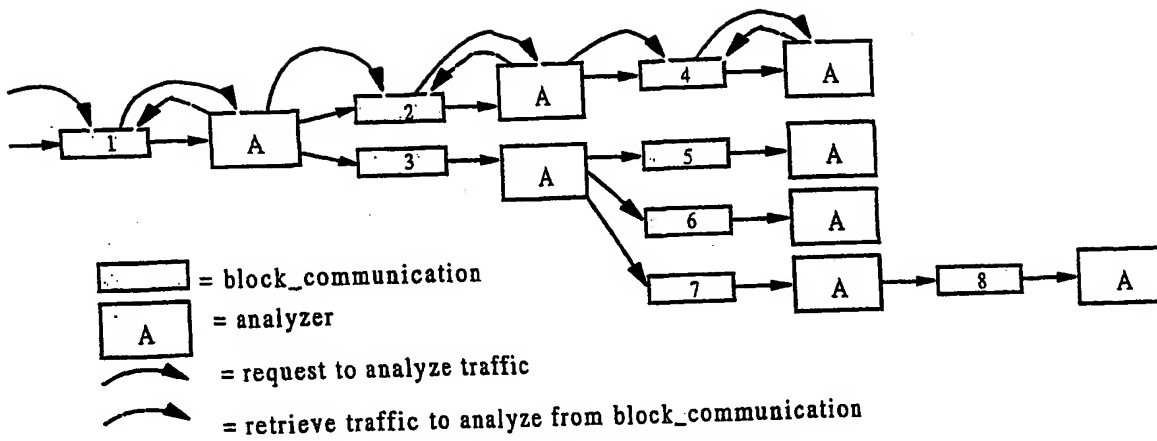 A
4
A
2
1
A
3
A
5
A
6
A
7
A
8
A
= block_communication
A
= analyzer
= request to analyze traffic
= retrieve traffic to analyze from block_communication